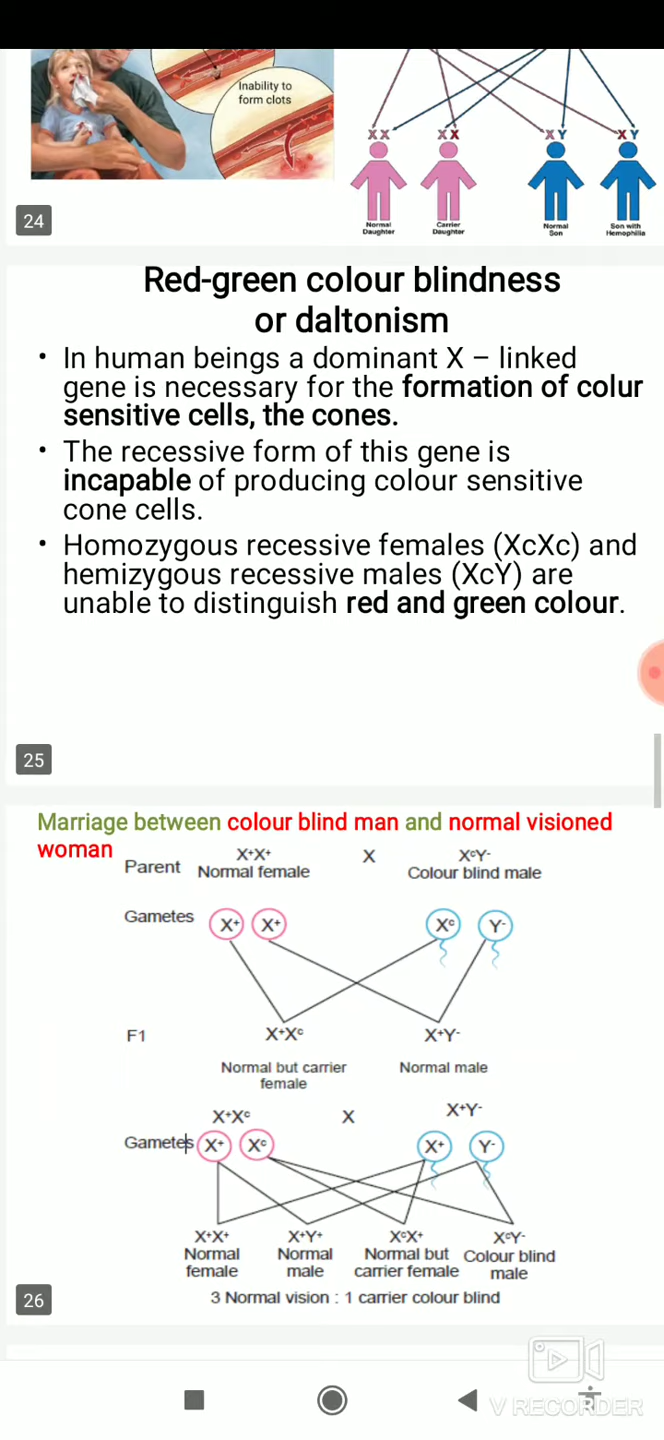 Inability to
form clots
X X
X X
X Y
X Y
Normal
Daughter
Carrier
Daughter
Normal
Son
Son with
Hemophilia
24
Red-green colour blindness
or daltonism
• In human beings a dominant X – linked
gene is necessary for the formation of colur
sensitive cells, the cones.
• The recessive form of this gene is
incapable of producing colour sensitive
cone cells.
• Homozygous recessive females (XcXc) and
hemizygous recessive males (XcY) are
unable to distinguish red and green colour.
25
Marriage between colour blind man and normal visioned
woman
Parent X⁺X⁺ X XᶜY⁻
Normal female Colour blind male
Gametes X⁺ X⁺ Xᶜ Y⁻
F1 X⁺Xᶜ X⁺Y⁻
Normal but carrier Normal male
female
X⁺Xᶜ X X⁺Y⁻
Gametes X⁺ Xᶜ X⁺ Y⁻
X⁺X⁺ X⁺Y⁺ XᶜX⁺ XᶜY⁻
Normal Normal Normal but Colour blind
female male carrier female male
3 Normal vision : 1 carrier colour blind
26
V RECORDER